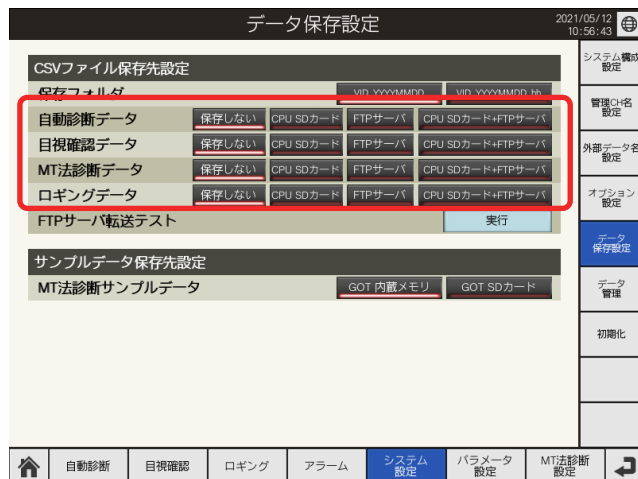 データ保存設定
2021/05/12
10:56:43
CSVファイル保存先設定
保存フォルダ VID_YYYYMMDD VID_YYYYMMDD_hh
自動診断データ 保存しない CPU SDカード FTPサーバ CPU SDカード+FTPサーバ
目視確認データ 保存しない CPU SDカード FTPサーバ CPU SDカード+FTPサーバ
MT法診断データ 保存しない CPU SDカード FTPサーバ CPU SDカード+FTPサーバ
ロギングデータ 保存しない CPU SDカード FTPサーバ CPU SDカード+FTPサーバ
FTPサーバ転送テスト 実行
サンプルデータ保存先設定
MT法診断サンプルデータ GOT 内蔵メモリ GOT SDカード
システム構成
設定
管理CH名
設定
外部データ名
設定
オプション
設定
データ
保存設定
データ
管理
初期化
自動診断 目視確認 ロギング アラーム システム設定 パラメータ設定 MT法診断設定